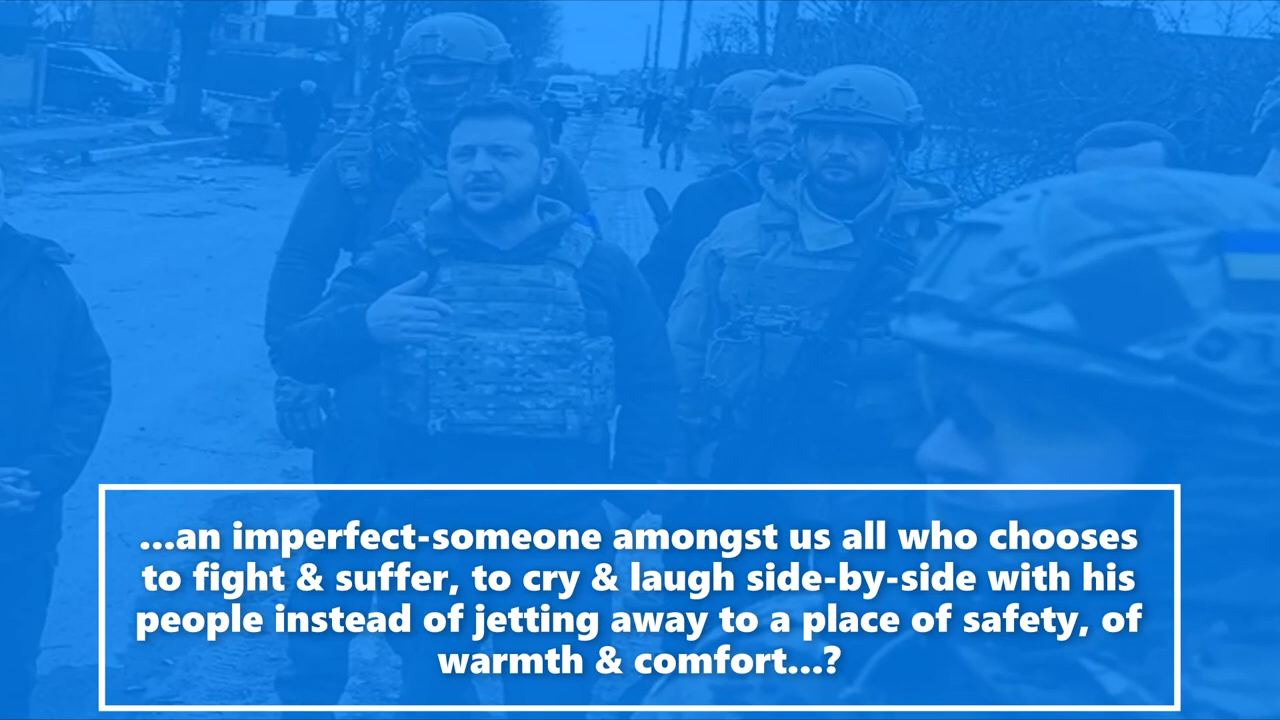 ...an imperfect-someone amongst us all who chooses
to fight & suffer, to cry & laugh side-by-side with his
people instead of jetting away to a place of safety, of
warmth & comfort...?